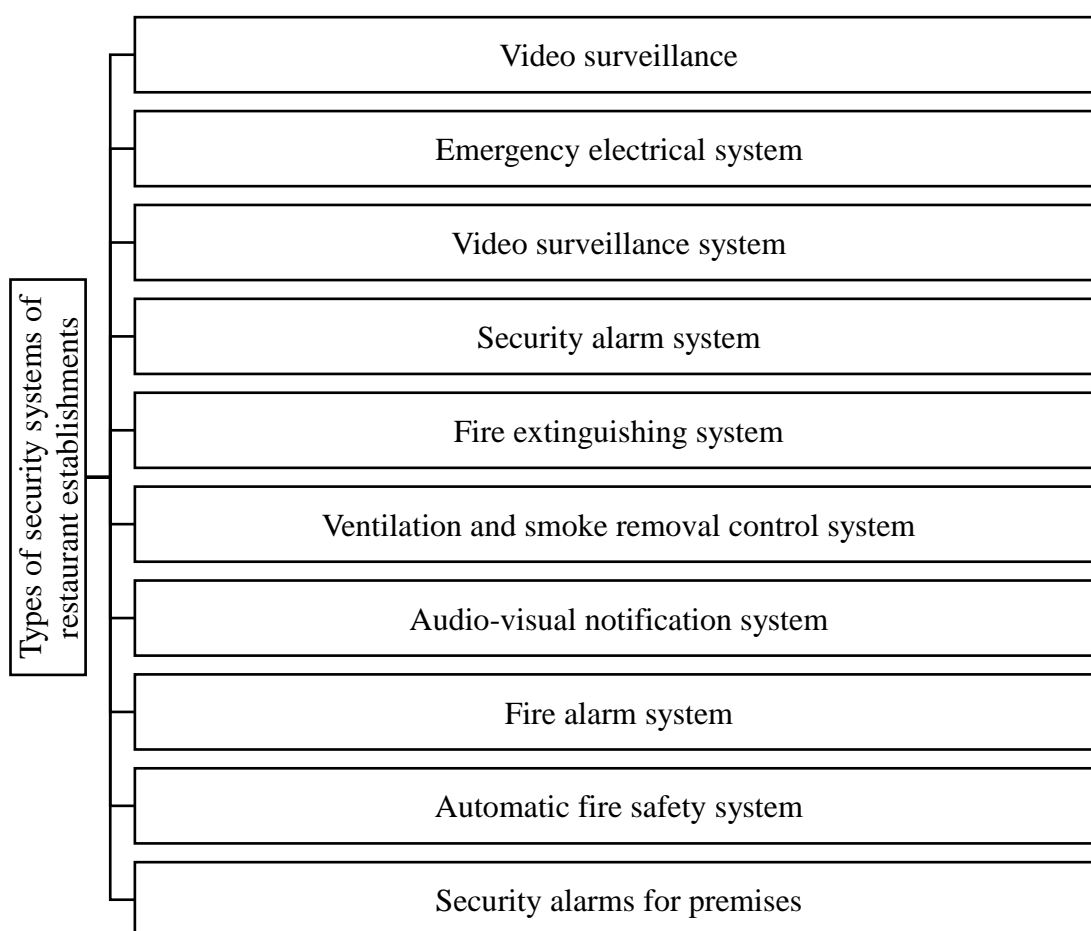 Types of security systems of
restaurant establishments
Video surveillance
Emergency electrical system
Video surveillance system
Security alarm system
Fire extinguishing system
Ventilation and smoke removal control system
Audio-visual notification system
Fire alarm system
Automatic fire safety system
Security alarms for premises